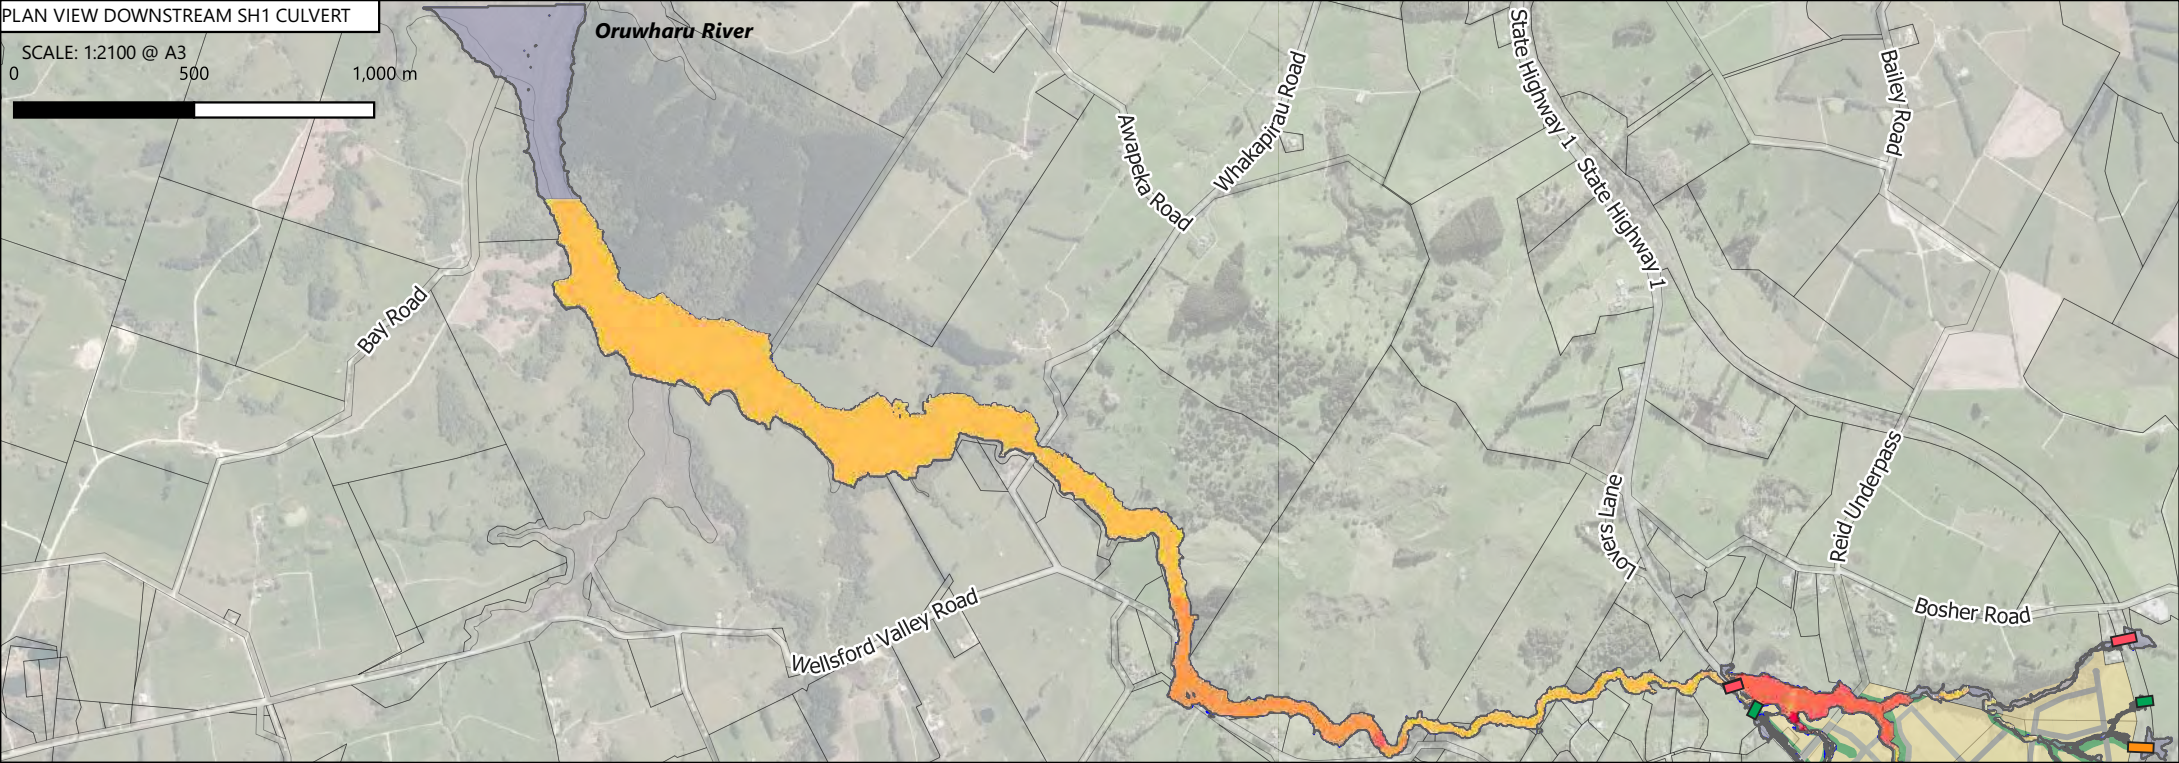 PLAN VIEW DOWNSTREAM SH1 CULVERT
SCALE: 1:2100 @ A3
0 500 1,000 m
Oruwharu River
Bay Road
Awapeka Road
Whakapirau Road
State Highway 1
State Highway 1
Bailey Road
Lovers Lane
Reid Underpass
Bosher Road
Wellsford Valley Road